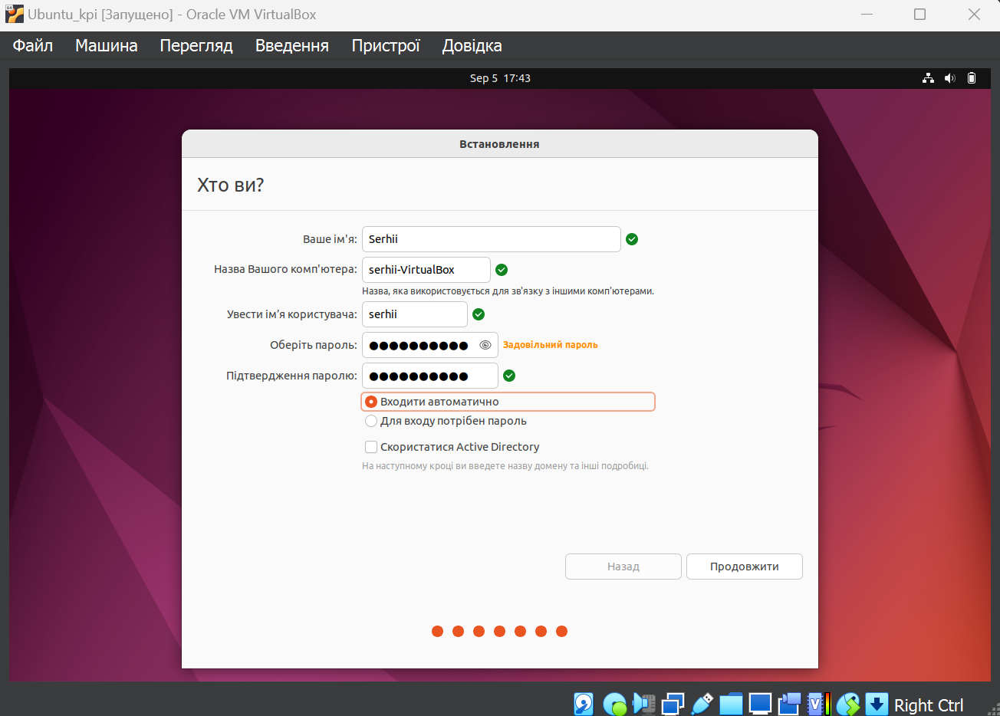 Ubuntu_kpi [Запущено] - Oracle VM VirtualBox
Файл Машина Перегляд Введення Пристрої Довідка
Sep 5 17:43
Встановлення
Хто ви?
Ваше ім'я: Serhii
Назва Вашого комп'ютера: serhii-VirtualBox
Назва, яка використовується для зв'язку з іншими комп'ютерами.
Увести ім’я користувача: serhii
Оберіть пароль: ●●●●●●●●●● Задовільний пароль
Підтвердження паролю: ●●●●●●●●●●
Входити автоматично
Для входу потрібен пароль
Скористатися Active Directory
На наступному кроці ви введете назву домену та інші подробиці.
Назад Продовжити
Right Ctrl